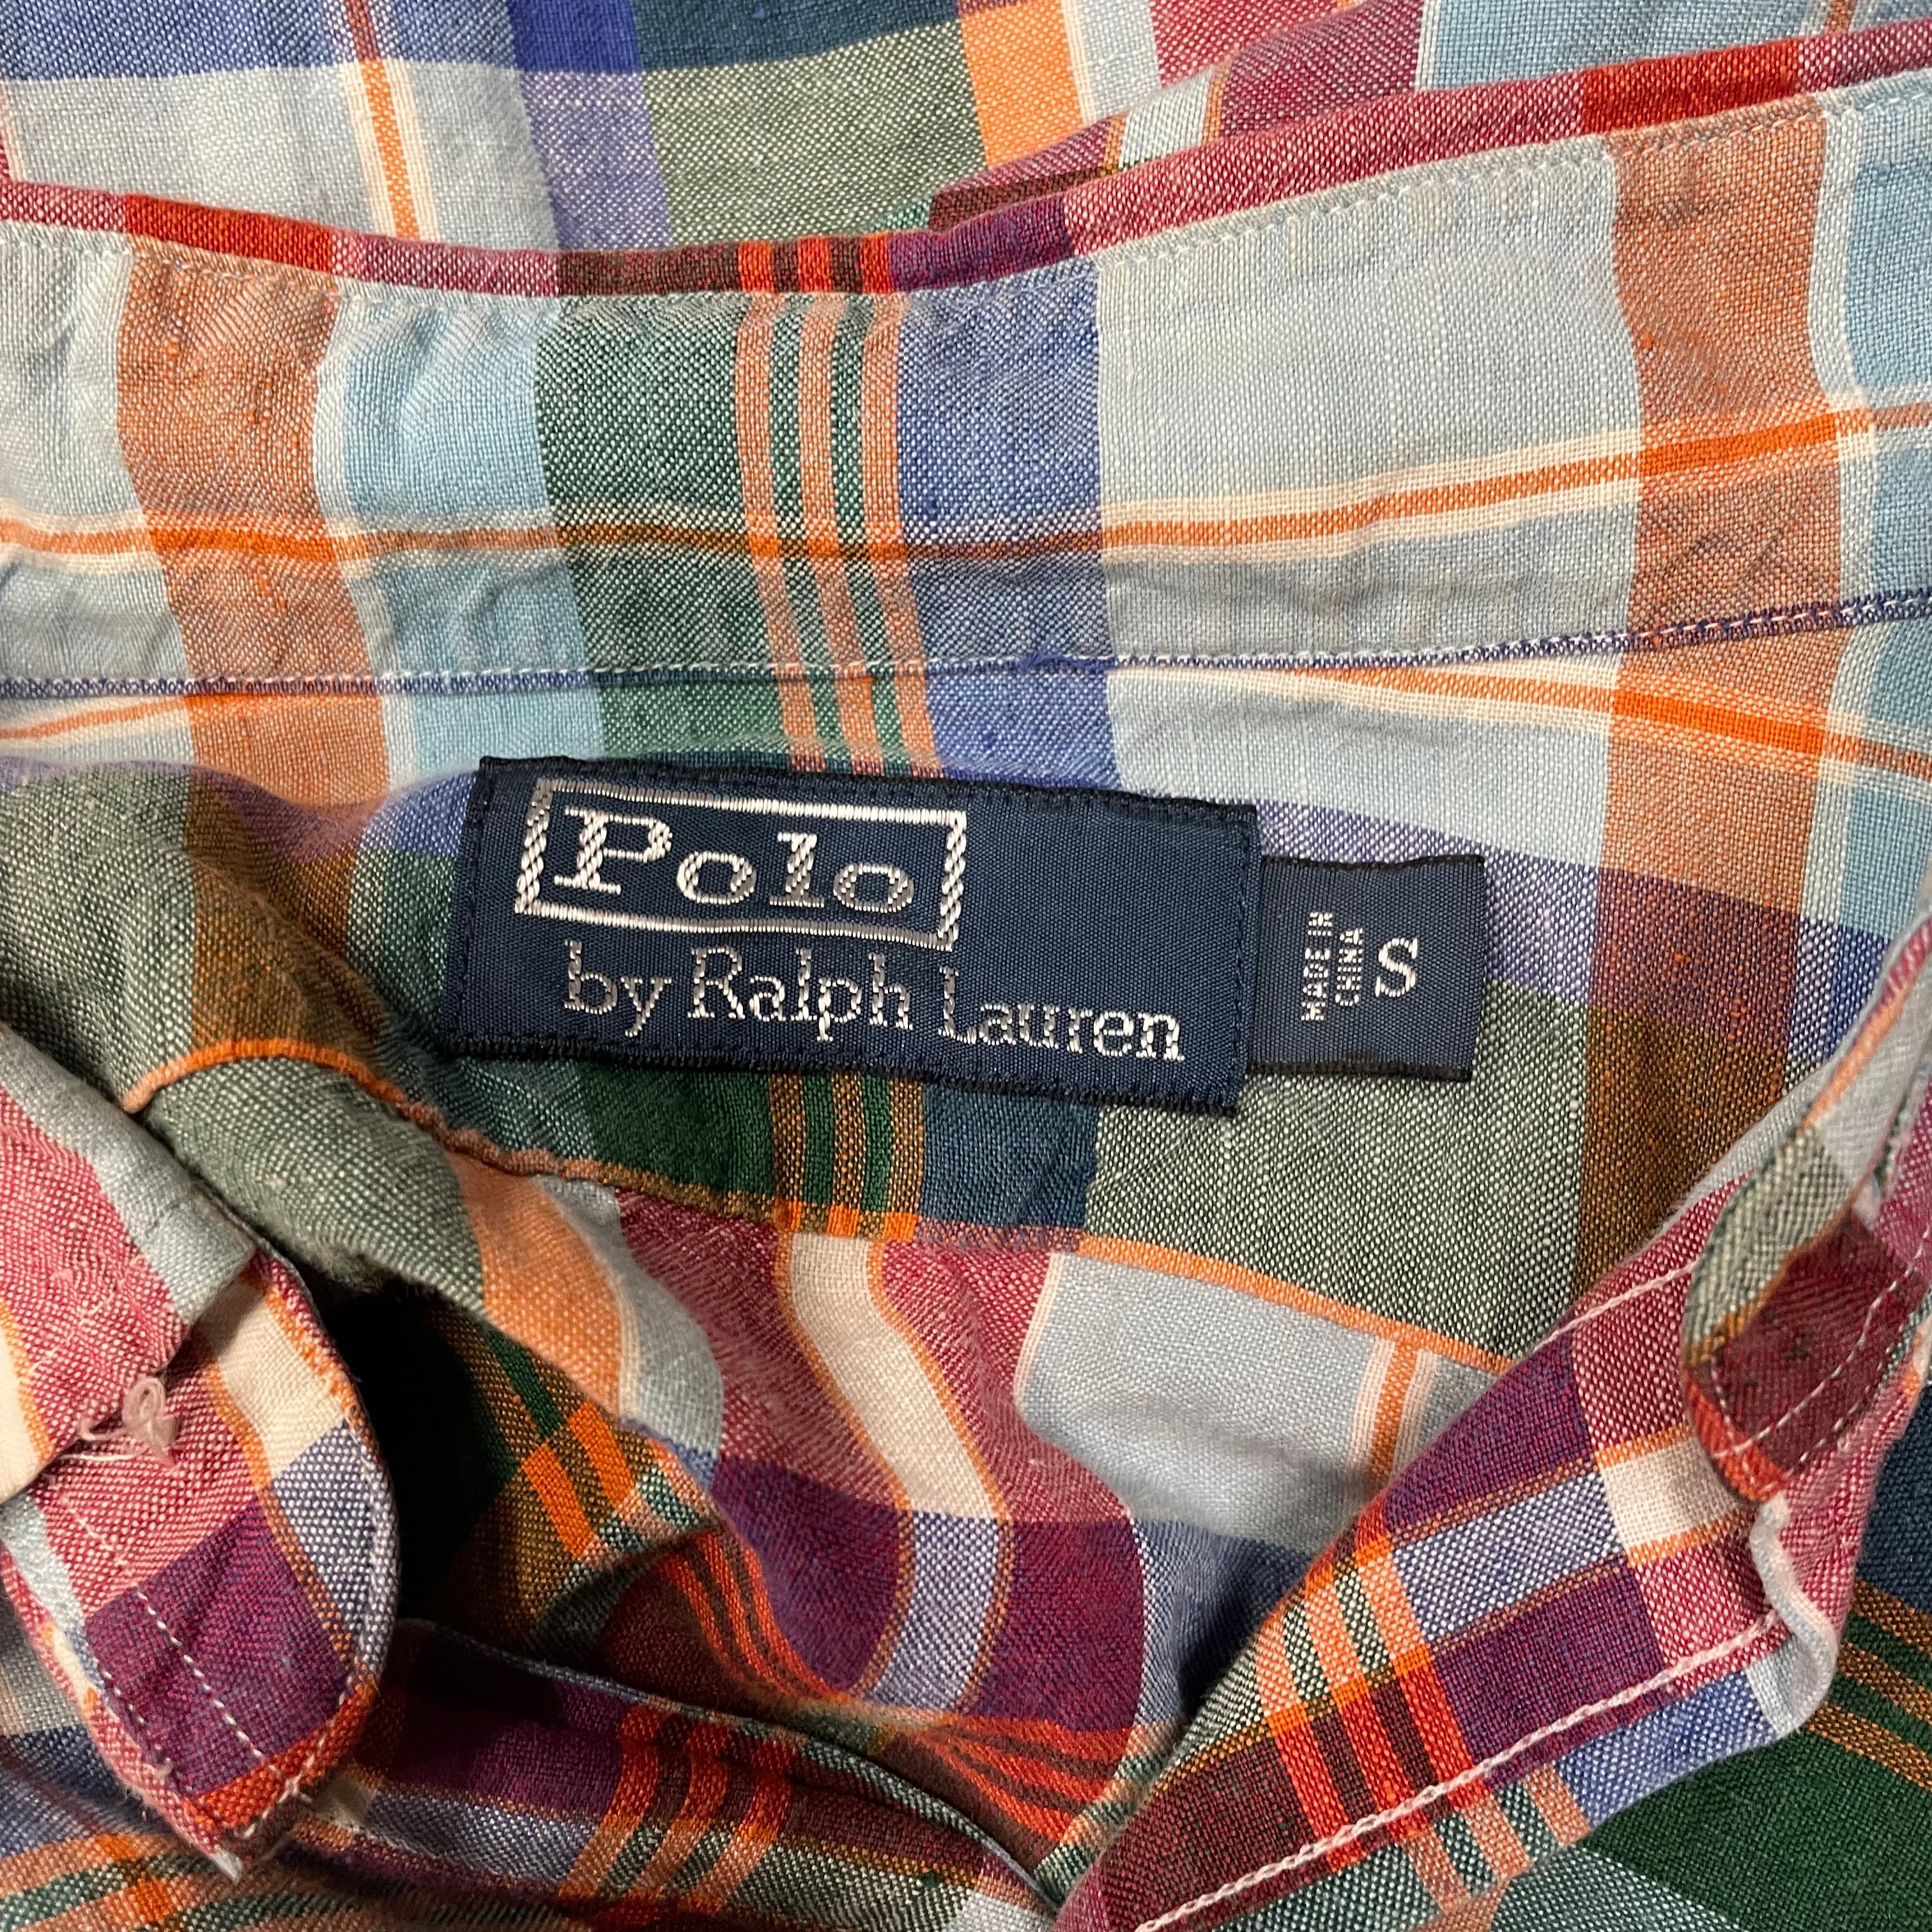 Polo
by Ralph Lauren
MADE IN
CHINA
S